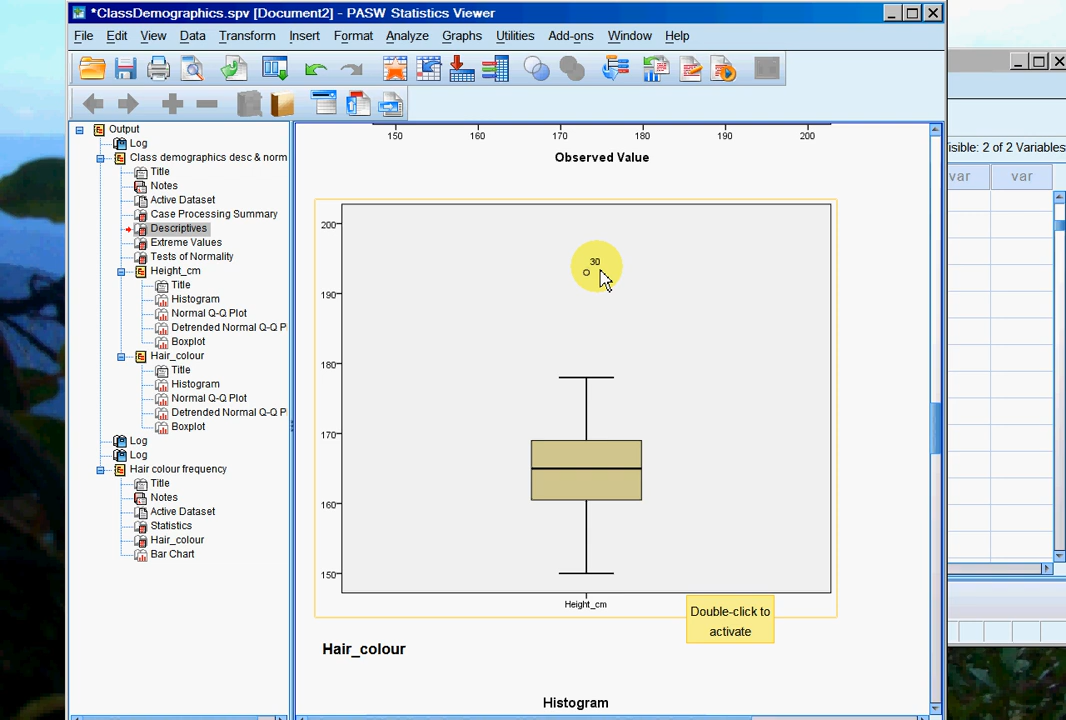 *ClassDemographics.spv [Document2] - PASW Statistics Viewer
File Edit View Data Transform Insert Format Analyze Graphs Utilities Add-ons Window Help
Output
Log
Class demographics desc & norm
Title
Notes
Active Dataset
Case Processing Summary
Descriptives
Extreme Values
Tests of Normality
Height_cm
Title
Histogram
Normal Q-Q Plot
Detrended Normal Q-Q P
Boxplot
Hair_colour
Title
Histogram
Normal Q-Q Plot
Detrended Normal Q-Q P
Boxplot
Log
Log
Hair colour frequency
Title
Notes
Active Dataset
Statistics
Hair_colour
Bar Chart
150 160 170 180 190 200
Observed Value
200
190
180
170
160
150
30
Height_cm
Double-click to
activate
Hair_colour
Histogram
isible: 2 of 2 Variables
var var